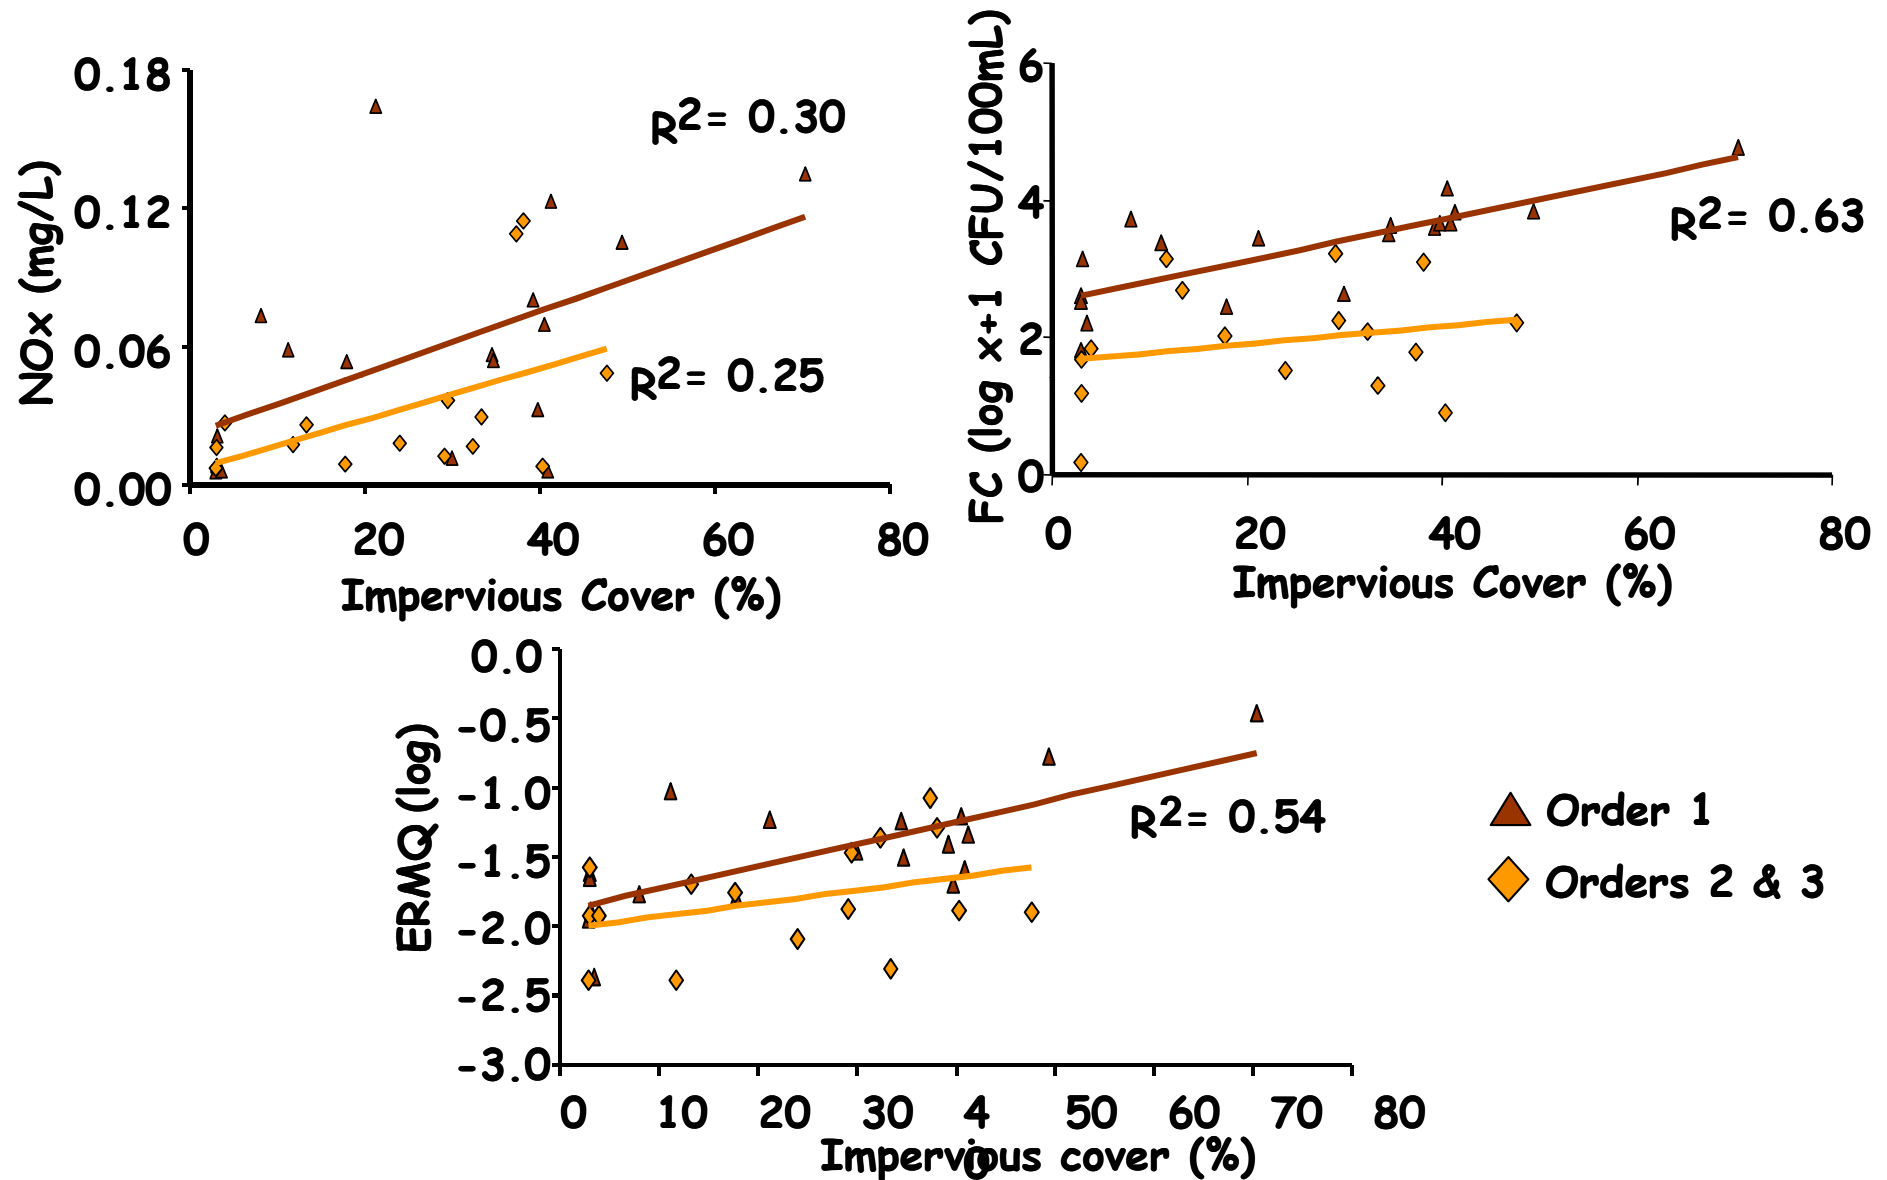 NOx (mg/L)
0.18
0.12
0.06
0.00
R2= 0.30
R2= 0.25
0 20 40 60 80
Impervious Cover (%)
FC (log x+1 CFU/100mL)
6
4
2
0
R2= 0.63
0 20 40 60 80
Impervious Cover (%)
ERMQ (log)
0.0
-0.5
-1.0
-1.5
-2.0
-2.5
-3.0
R2= 0.54
0 10 20 30 4 50 60 70 80
0
Impervious cover (%)
Order 1
Orders 2 & 3